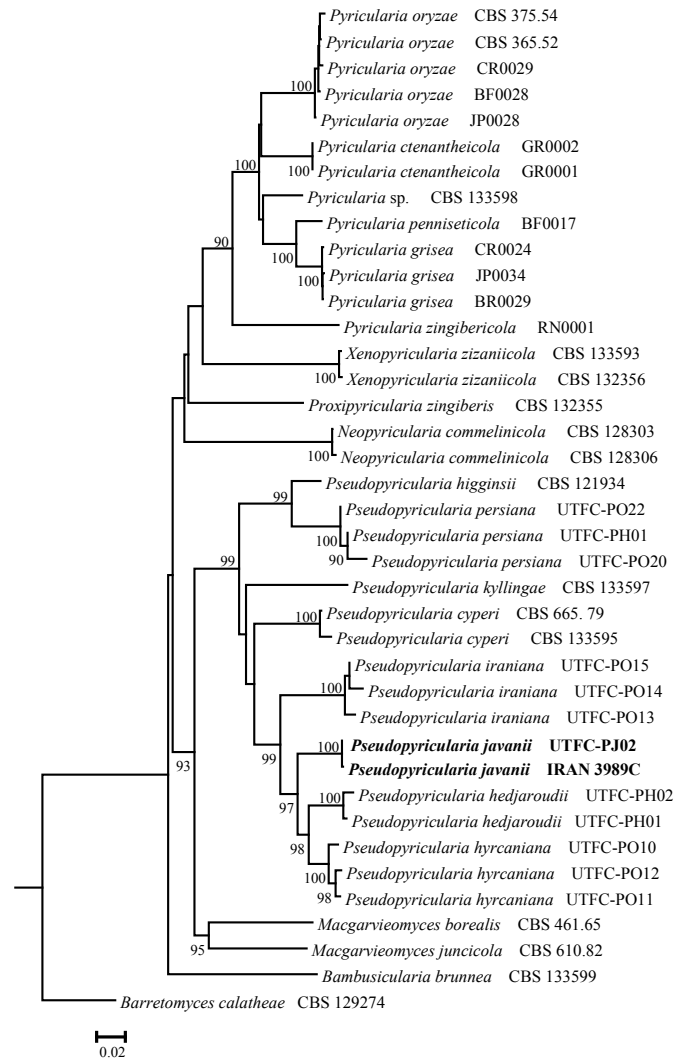 Pyricularia oryzae CBS 375.54
Pyricularia oryzae CBS 365.52
Pyricularia oryzae CR0029
100
Pyricularia oryzae BF0028
Pyricularia oryzae JP0028
Pyricularia ctenantheicola GR0002
100
100
Pyricularia ctenantheicola GR0001
Pyricularia sp. CBS 133598
Pyricularia penniseticola BF0017
90
Pyricularia grisea CR0024
100
Pyricularia grisea JP0034
100
Pyricularia grisea BR0029
Pyricularia zingibericola RN0001
Xenopyricularia zizaniicola CBS 133593
100
Xenopyricularia zizaniicola CBS 132356
Proxipyricularia zingiberis CBS 132355
Neopyricularia commelinicola CBS 128303
100
Neopyricularia commelinicola CBS 128306
Pseudopyricularia higginsii CBS 121934
99
Pseudopyricularia persiana UTFC-PO22
Pseudopyricularia persiana UTFC-PH01
100
90
Pseudopyricularia persiana UTFC-PO20
99
Pseudopyricularia kyllingae CBS 133597
Pseudopyricularia cyperi CBS 665. 79
100
Pseudopyricularia cyperi CBS 133595
Pseudopyricularia iraniana UTFC-PO15
100
Pseudopyricularia iraniana UTFC-PO14
Pseudopyricularia iraniana UTFC-PO13
Pseudopyricularia javanii UTFC-PJ02
100
99
93
Pseudopyricularia javanii IRAN 3989C
Pseudopyricularia hedjaroudii UTFC-PH02
100
97
Pseudopyricularia hedjaroudii UTFC-PH01
Pseudopyricularia hyrcaniana UTFC-PO10
98
Pseudopyricularia hyrcaniana UTFC-PO12
100
98
Pseudopyricularia hyrcaniana UTFC-PO11
Macgarvieomyces borealis CBS 461.65
95
Macgarvieomyces juncicola CBS 610.82
Bambusicularia brunnea CBS 133599
Barretomyces calatheae CBS 129274
0.02